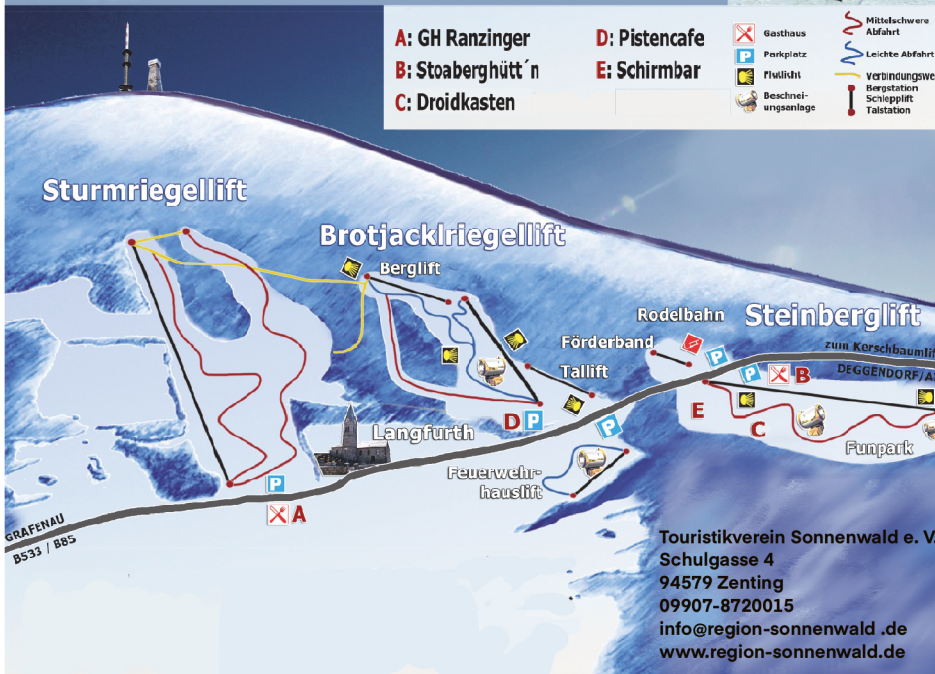 A: GH Ranzinger
B: Stoaberghütt´n
C: Droidkasten
D: Pistencafe
E: Schirmbar
Gasthaus
P Parkplatz
Flutlicht
Beschnei-
ungsanlage
Mittelschwere
Abfahrt
Leichte Abfahrt
Verbindungswe
Bergstation
Schlepplift
Talstation
Sturmriegellift
Brotjacklriegellift
Berglift
Steinberglift
Rodelbahn
Förderband
Tallift
zum Kerschbaumlif
DEGGENDORF/A
P
P
B
E
C
Funpark
D P
P
Langfurth
Feuerwehr-
hauslift
P
A
GRAFENAU
B533 / B85
Touristikverein Sonnenwald e. V.
Schulgasse 4
94579 Zenting
09907-8720015
info@region-sonnenwald .de
www.region-sonnenwald.de